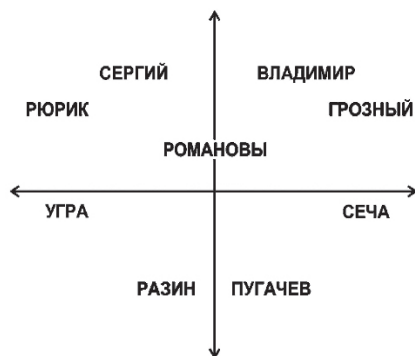 СЕРГИЙ ВЛАДИМИР
РЮРИК ГРОЗНЫЙ
РОМАНОВЫ
УГРА СЕЧА
РАЗИН ПУГАЧЕВ